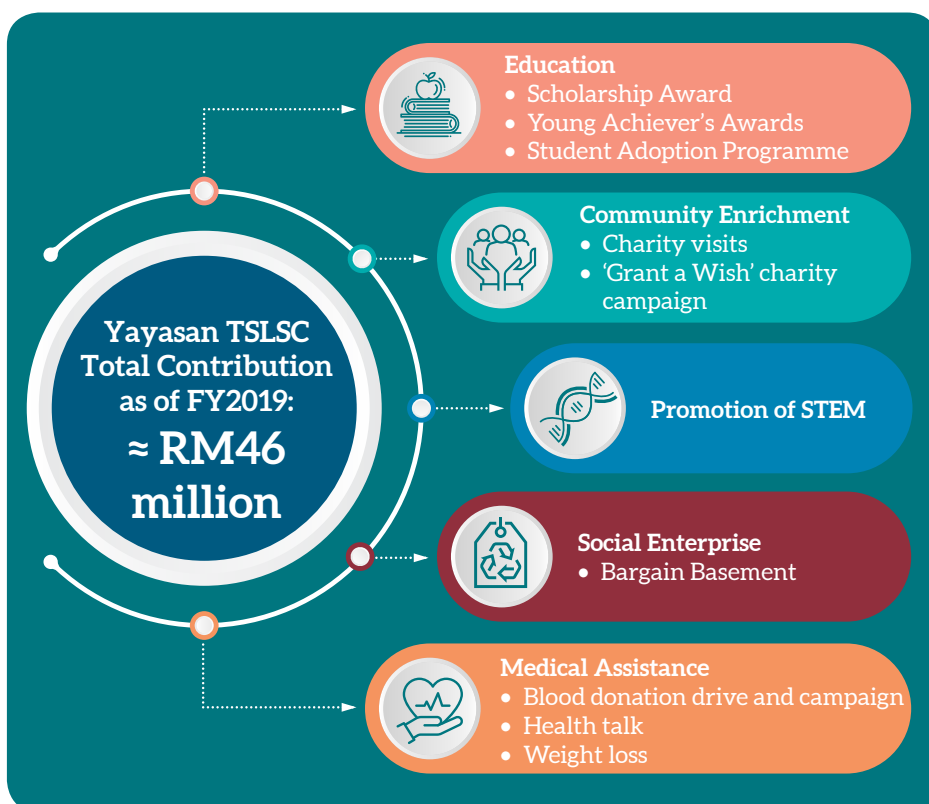 Yayasan TSLSC
Total Contribution
as of FY2019:
≈ RM46
million
Education
• Scholarship Award
• Young Achiever’s Awards
• Student Adoption Programme
Community Enrichment
• Charity visits
• ‘Grant a Wish’ charity
campaign
Promotion of STEM
Social Enterprise
• Bargain Basement
Medical Assistance
• Blood donation drive and campaign
• Health talk
• Weight loss